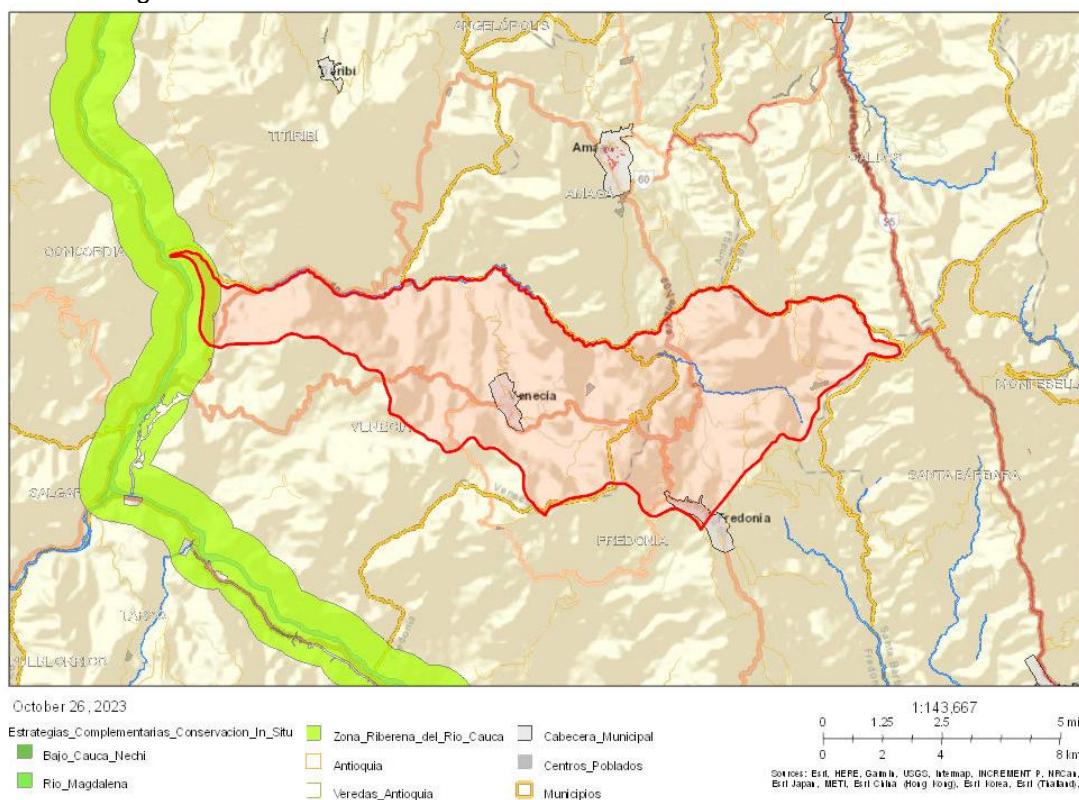 ANGELÓPOLIS
TITIRIBÍ
Ama
AMAGÁ
60
CALDAS
25
CONCORDIA
Amagá
Venecia
VENECIA
MONTEBELLO
SANTA BÁRBARA
SALGAR
Fredonia
FREDONIA
TARSO
October 26, 2023
1:143,667
Estrategias_Complementarias_Conservacion_In_Situ
Bajo_Cauca_Nechi
Rio_Magdalena
Zona_Riberena_del_Rio_Cauca
Antioquia
Veredas_Antioquia
Cabecera_Municipal
Centros_Poblados
Municipios
0 1.25 2.5 5 mi
0 2 4 8 km
Sources: Esri, HERE, Garmin, USGS, Intermap, INCREMENT P, NRCan,
Esri Japan, METI, Esri China (Hong Kong), Esri Korea, Esri (Thailand),